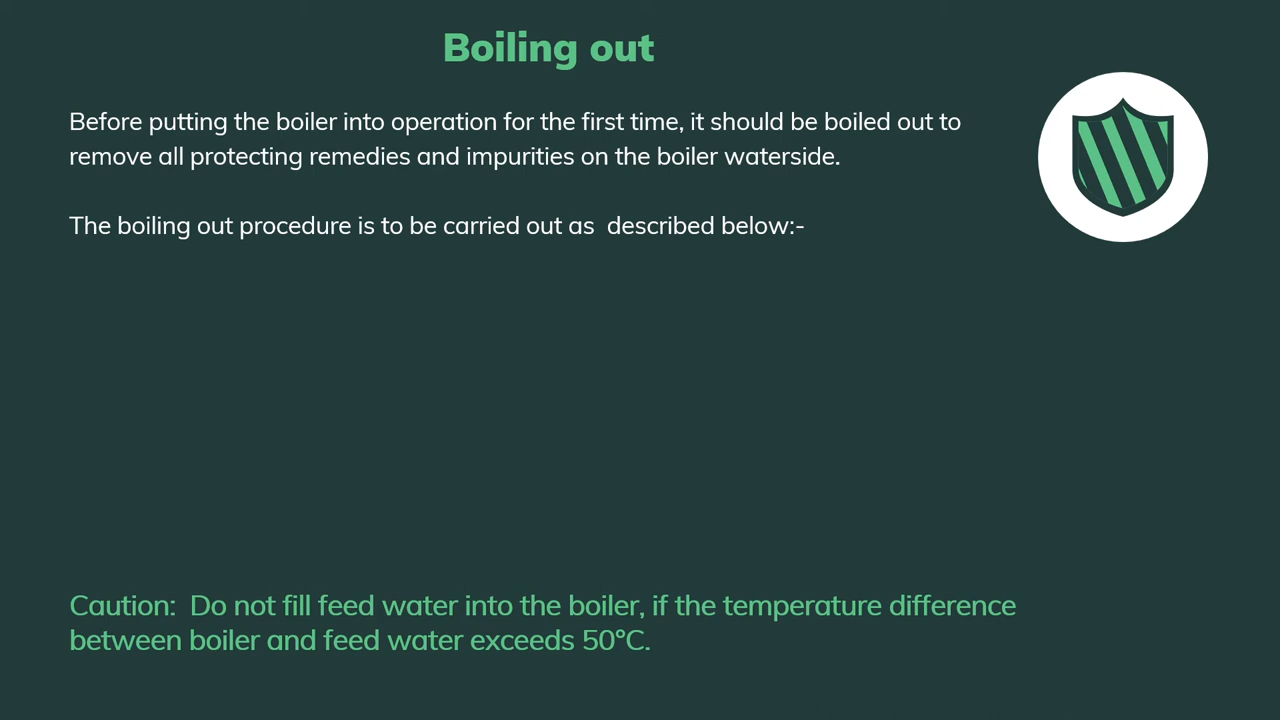 Boiling out
Before putting the boiler into operation for the first time, it should be boiled out to
remove all protecting remedies and impurities on the boiler waterside.
The boiling out procedure is to be carried out as  described below:-
Caution:  Do not fill feed water into the boiler, if the temperature difference
between boiler and feed water exceeds 50°C.